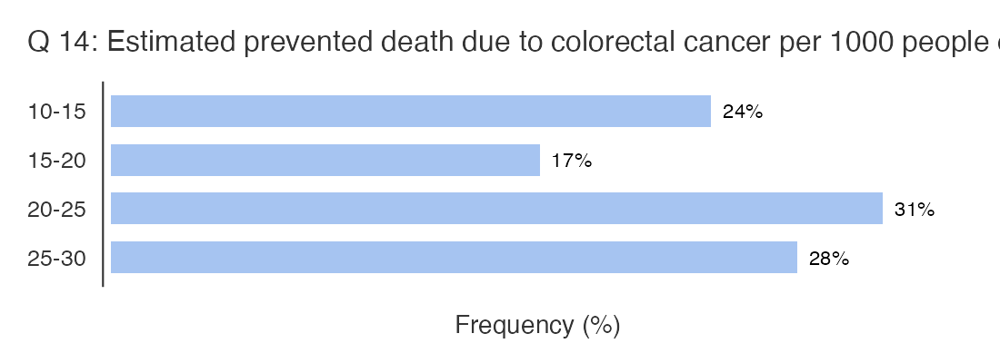 Q 14: Estimated prevented death due to colorectal cancer per 1000 people
10-15 24%
15-20 17%
20-25 31%
25-30 28%
Frequency (%)